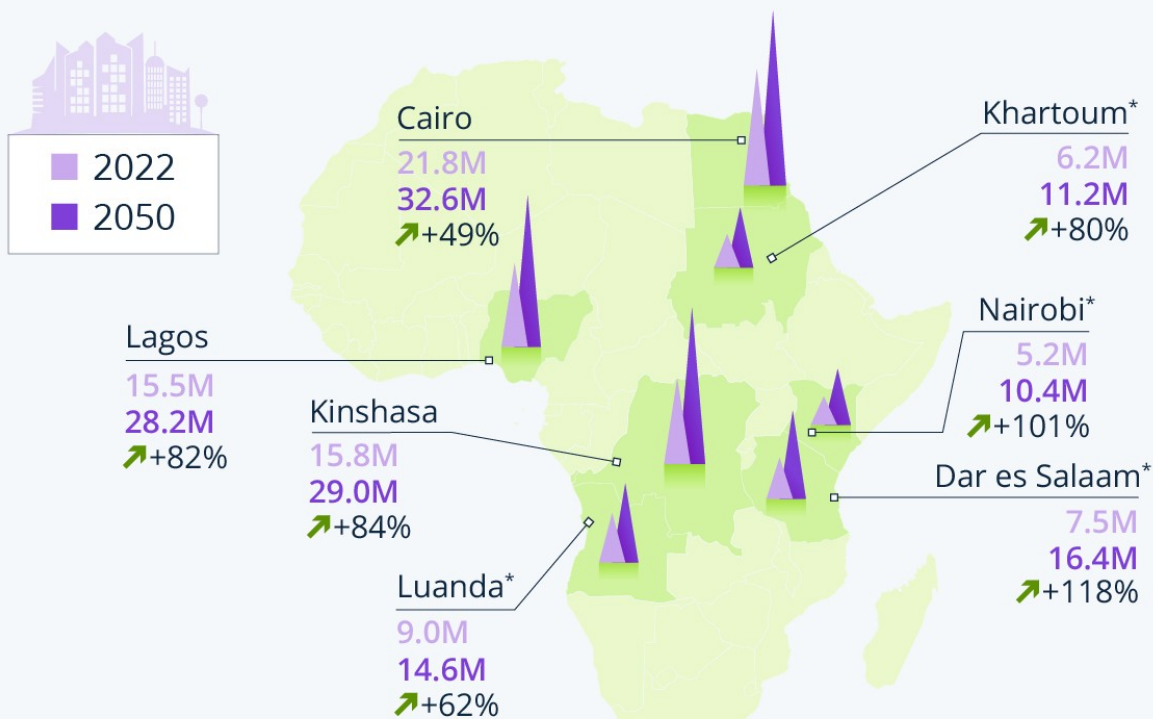 2022
2050
Cairo
21.8M
32.6M
+49%
Khartoum*
6.2M
11.2M
+80%
Lagos
15.5M
28.2M
+82%
Kinshasa
15.8M
29.0M
+84%
Nairobi*
5.2M
10.4M
+101%
Dar es Salaam*
7.5M
16.4M
+118%
Luanda*
9.0M
14.6M
+62%